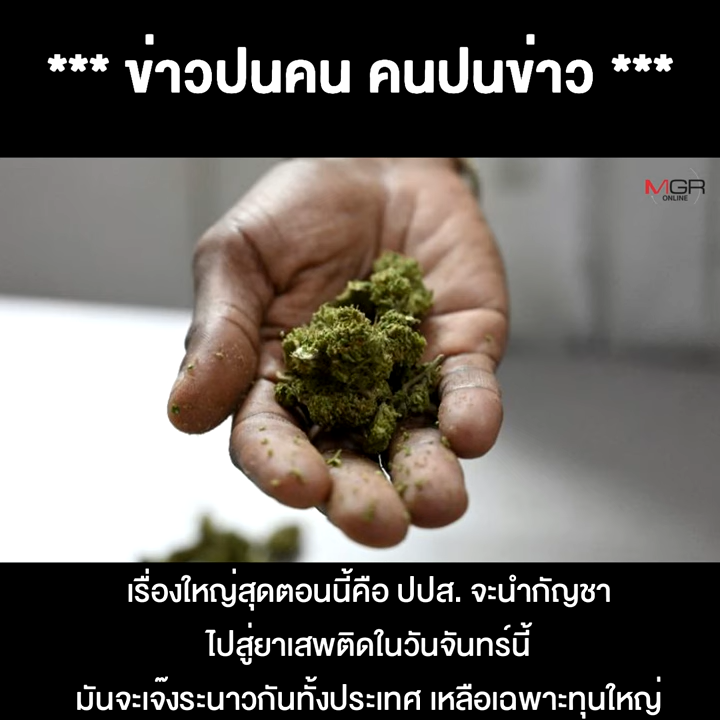 *** ข่าวปนคน คนปนข่าว ***
MGR
ONLINE
เรื่องใหญ่สุดตอนนี้คือ ปปส. จะนำกัญชา
ไปสู่ยาเสพติดในวันจันทร์นี้
มันจะเจ๊งระนาวกันทั้งประเทศ เหลือเฉพาะทุนใหญ่